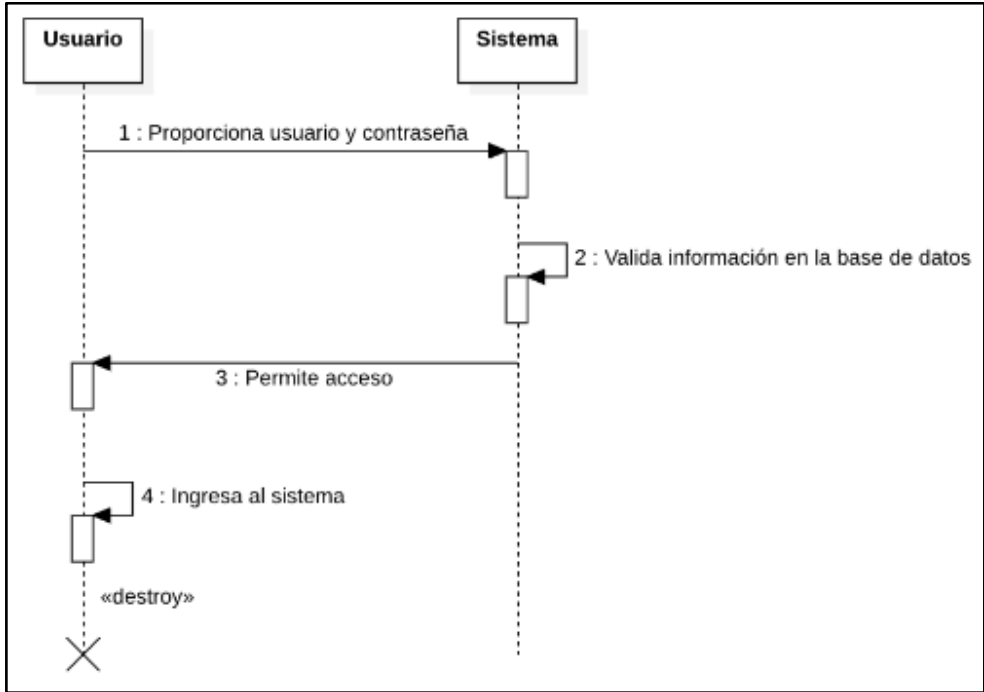 Usuario
Sistema
1 : Proporciona usuario y contraseña
2 : Valida información en la base de datos
3 : Permite acceso
4 : Ingresa al sistema
«destroy»